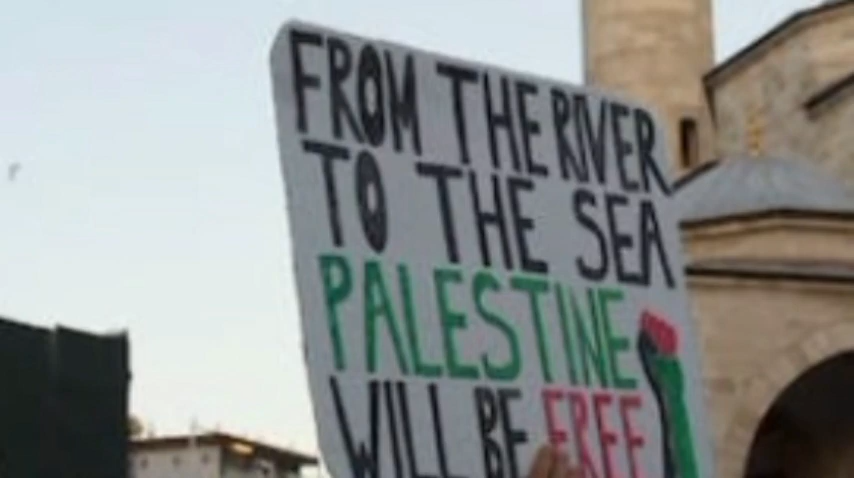 FROM THE RIVER
TO THE SEA
PALESTINE
WILL BE FREE